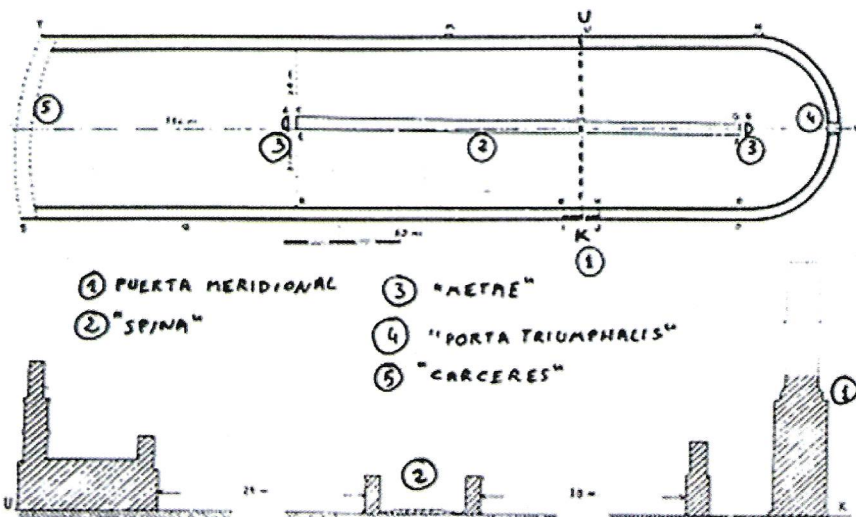 U
⑤
③
②
③
④
K
①
① PUERTA MERIDIONAL
② "SPINA"
③ "METAE"
④ "PORTA TRIUMPHALIS"
⑤ "CARCERES"
①
②
U
K